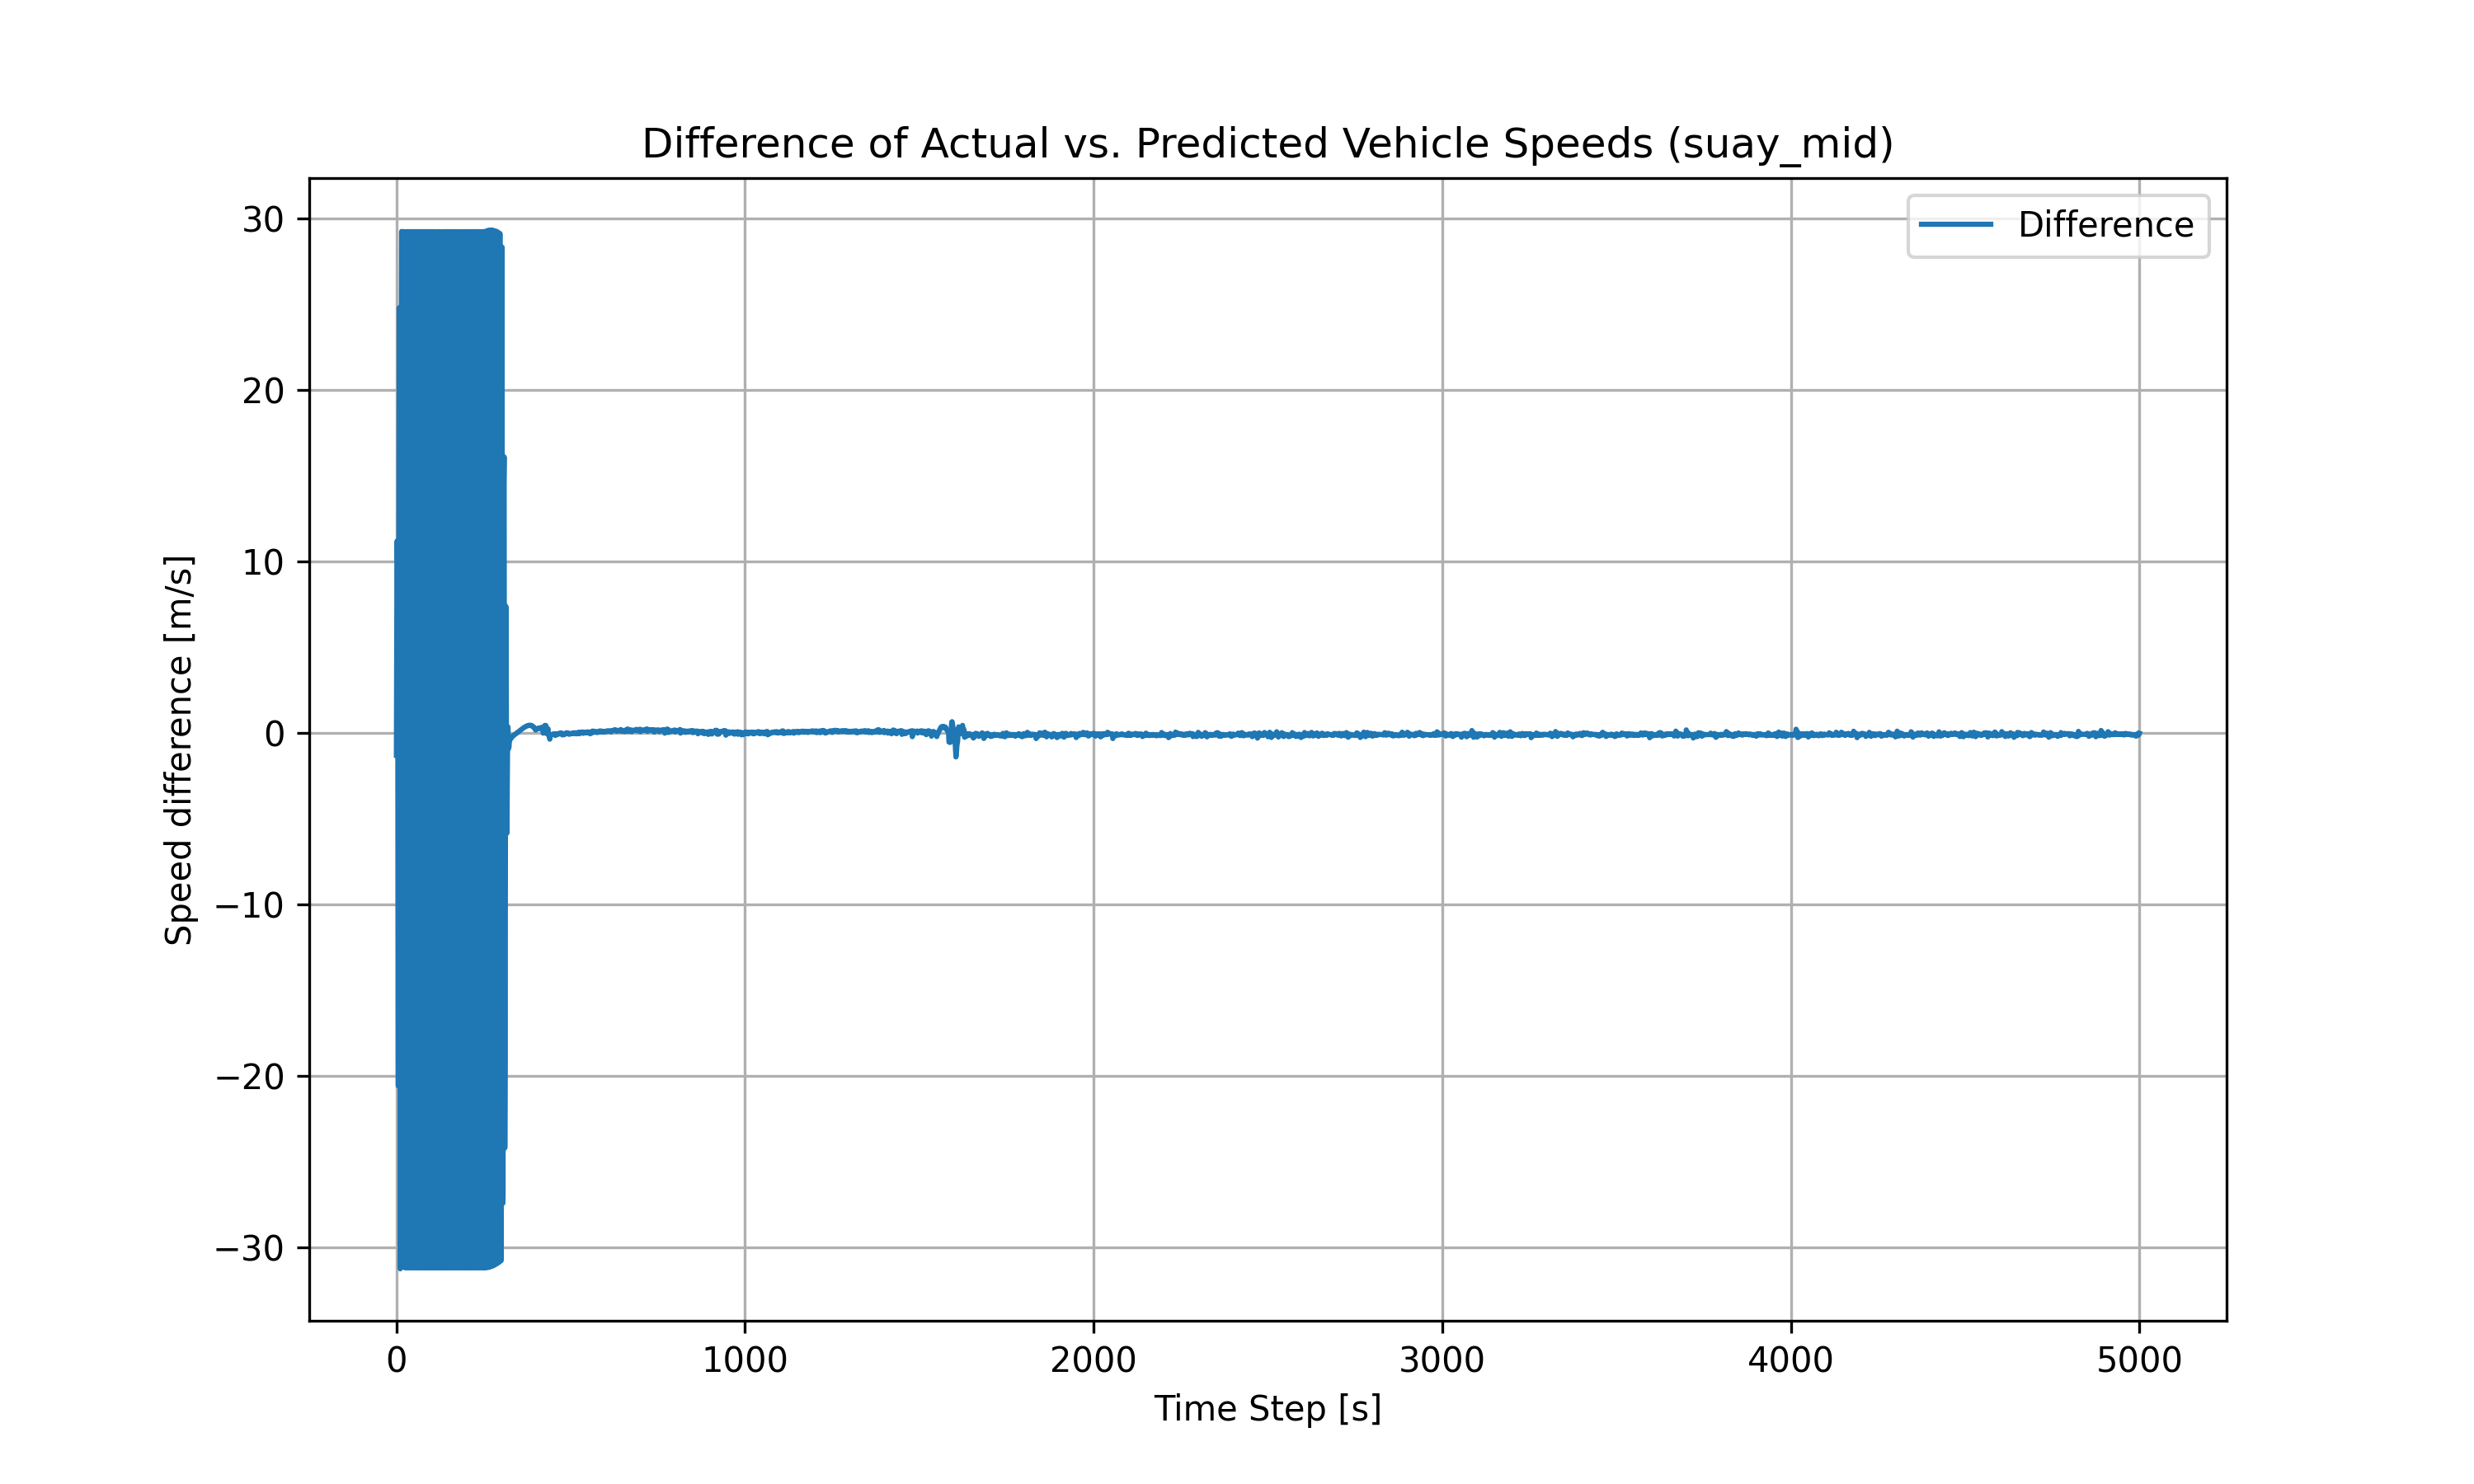 Difference of Actual vs. Predicted Vehicle Speeds (suay_mid)
Difference
30
20
10
0
−10
−20
−30
Speed difference [m/s]
0 1000 2000 3000 4000 5000
Time Step [s]